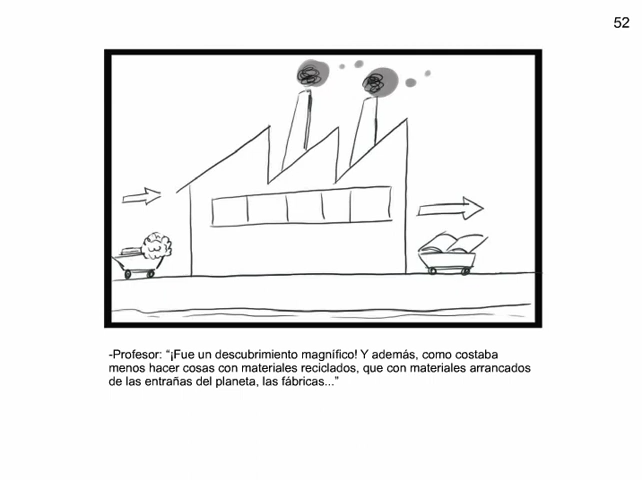 52
-Profesor: “¡Fue un descubrimiento magnífico! Y además, como costaba
menos hacer cosas con materiales reciclados, que con materiales arrancados
de las entrañas del planeta, las fábricas...”